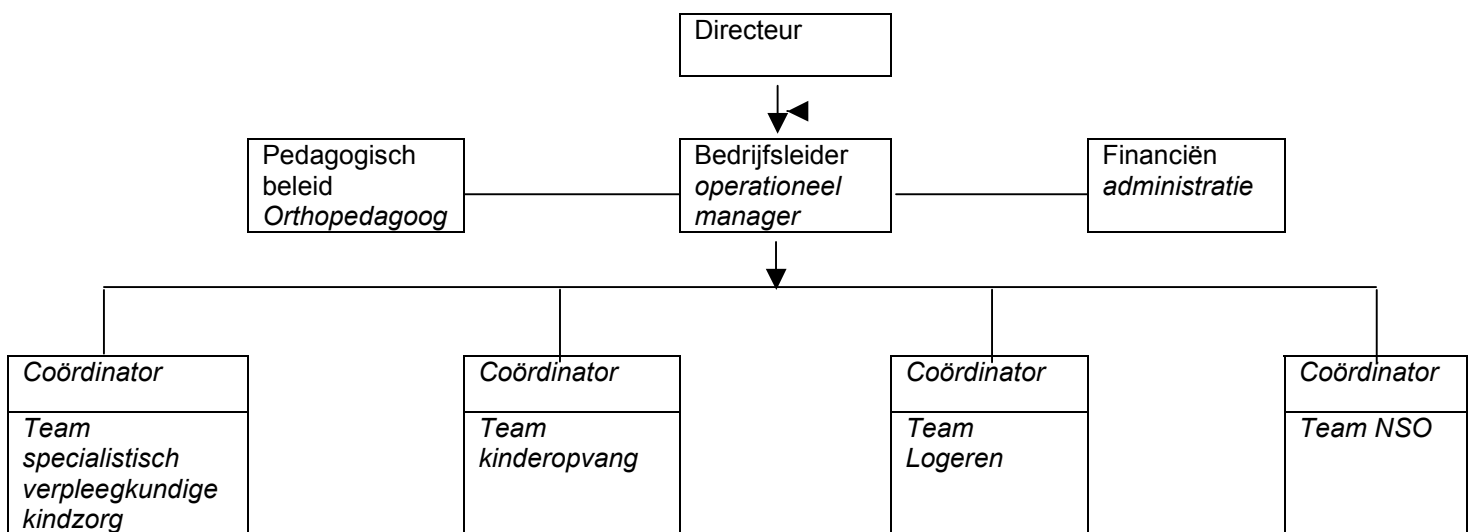 Directeur
Pedagogisch
beleid
Orthopedagoog
Bedrijfsleider
operationeel
manager
Financiën
administratie
Coördinator
Team
specialistisch
verpleegkundige
kindzorg
Coördinator
Team
kinderopvang
Coördinator
Team
Logeren
Coördinator
Team NSO